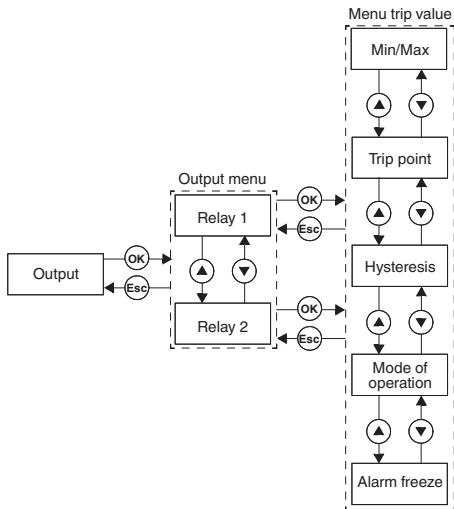 Menu trip value
Min/Max
▲ ▼
Trip point
Output menu
▲ ▼
Relay 1
OK
Esc
Output
OK
Esc
▲ ▼
Hysteresis
Relay 2
OK
Esc
▲ ▼
Mode of
operation
▲ ▼
Alarm freeze